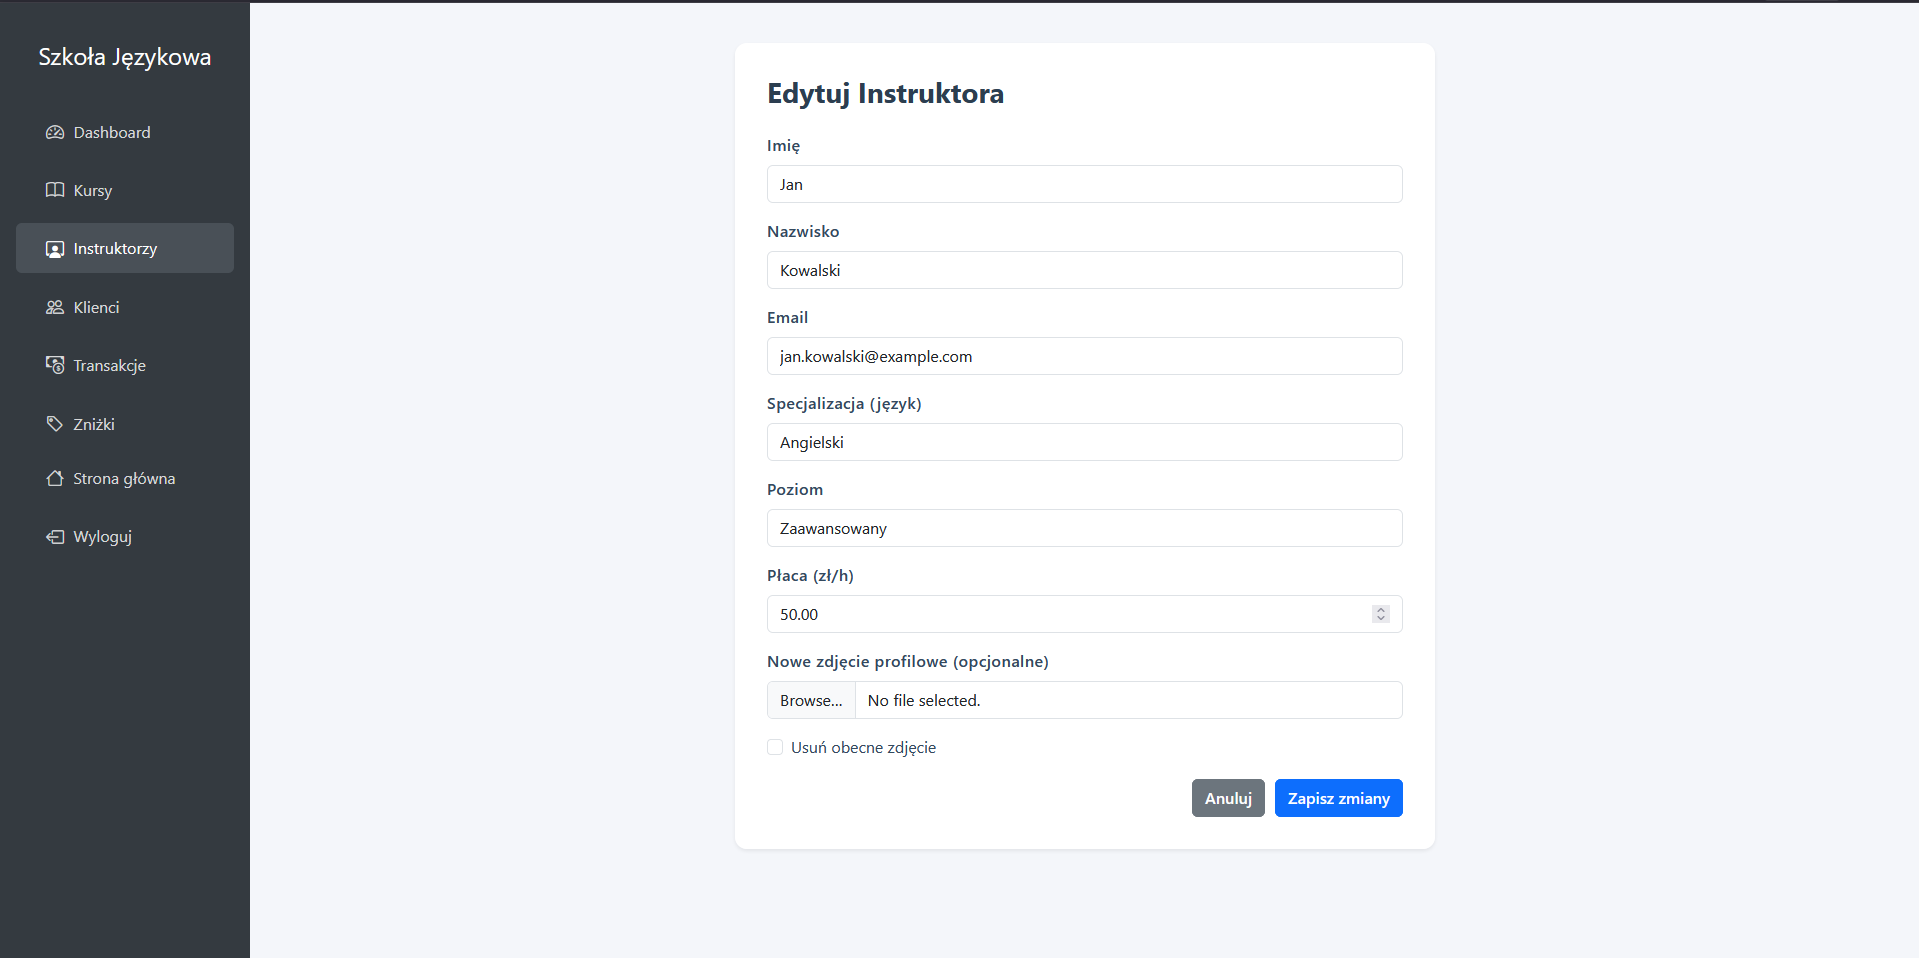 Szkoła Językowa
Dashboard
Kursy
Instruktorzy
Klienci
Transakcje
Zniżki
Strona główna
Wyloguj
Edytuj Instruktora
Imię
Jan
Nazwisko
Kowalski
Email
jan.kowalski@example.com
Specjalizacja (język)
Angielski
Poziom
Zaawansowany
Płaca (zł/h)
50.00
Nowe zdjęcie profilowe (opcjonalne)
Browse... No file selected.
Usuń obecne zdjęcie
Anuluj Zapisz zmiany